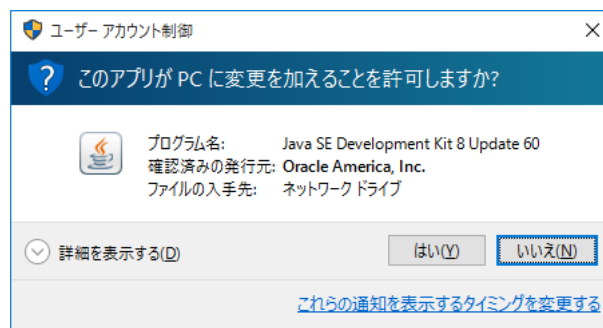 ユーザー アカウント制御
このアプリが PC に変更を加えることを許可しますか?
プログラム名: Java SE Development Kit 8 Update 60
確認済みの発行元: Oracle America, Inc.
ファイルの入手先: ネットワーク ドライブ
詳細を表示する(D) はい(Y) いいえ(N)
これらの通知を表示するタイミングを変更する